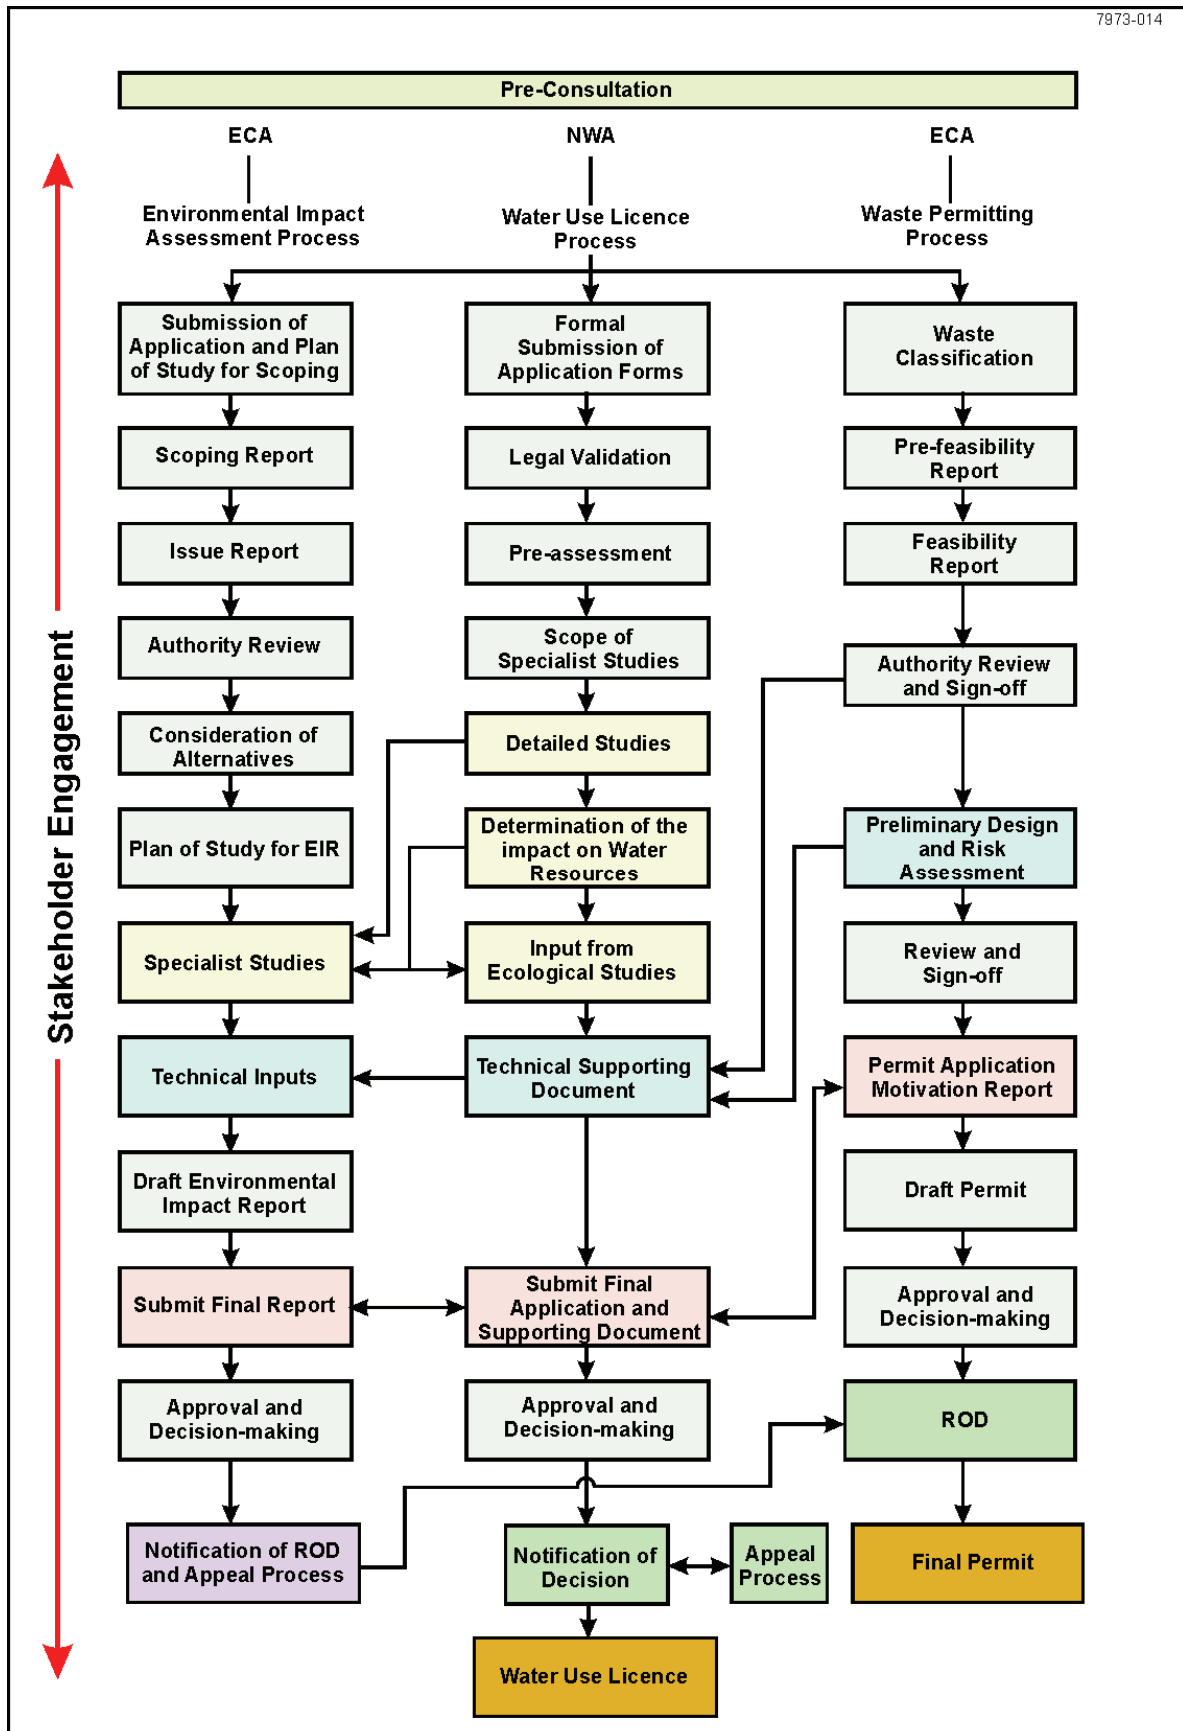 7973-014
Pre-Consultation
ECA
NWA
ECA
Environmental Impact
Assessment Process
Water Use Licence
Process
Waste Permitting
Process
Stakeholder Engagement
Submission of
Application and Plan
of Study for Scoping
Formal
Submission of
Application Forms
Waste
Classification
Scoping Report
Legal Validation
Pre-feasibility
Report
Issue Report
Pre-assessment
Feasibility
Report
Authority Review
Scope of
Specialist Studies
Authority Review
and Sign-off
Consideration of
Alternatives
Detailed Studies
Plan of Study for EIR
Determination of the
impact on Water
Resources
Preliminary Design
and Risk
Assessment
Specialist Studies
Input from
Ecological Studies
Review and
Sign-off
Technical Inputs
Technical Supporting
Document
Permit Application
Motivation Report
Draft Environmental
Impact Report
Draft Permit
Submit Final Report
Submit Final
Application and
Supporting Document
Approval and
Decision-making
Approval and
Decision-making
Approval and
Decision-making
ROD
Notification of ROD
and Appeal Process
Notification of
Decision
Appeal
Process
Final Permit
Water Use Licence